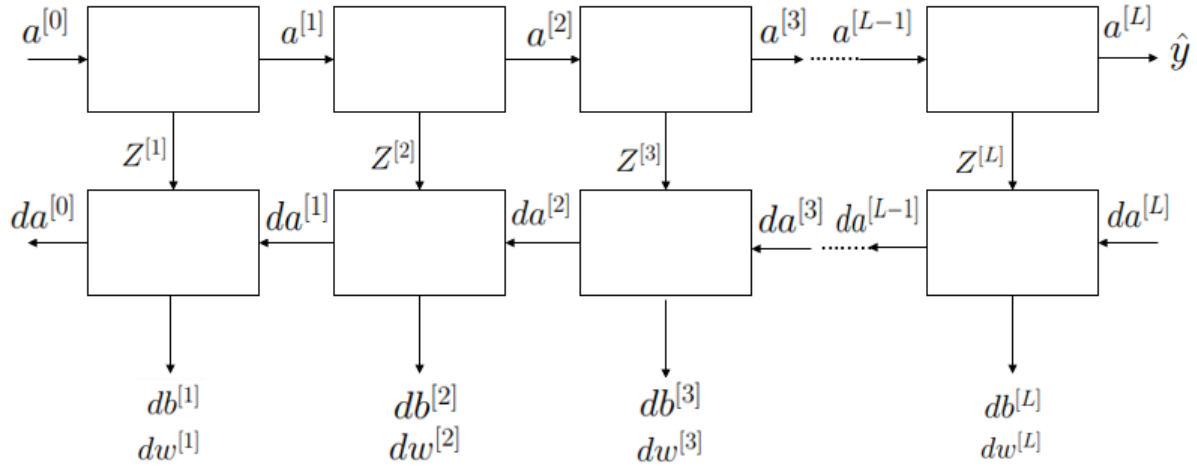 a^{[0]} a^{[1]} a^{[2]} a^{[3]} a^{[L-1]} a^{[L]} ŷ
Z^{[1]} Z^{[2]} Z^{[3]} Z^{[L]}
da^{[0]} da^{[1]} da^{[2]} da^{[3]} da^{[L-1]} da^{[L]}
db^{[1]} db^{[2]} db^{[3]} db^{[L]}
dw^{[1]} dw^{[2]} dw^{[3]} dw^{[L]}